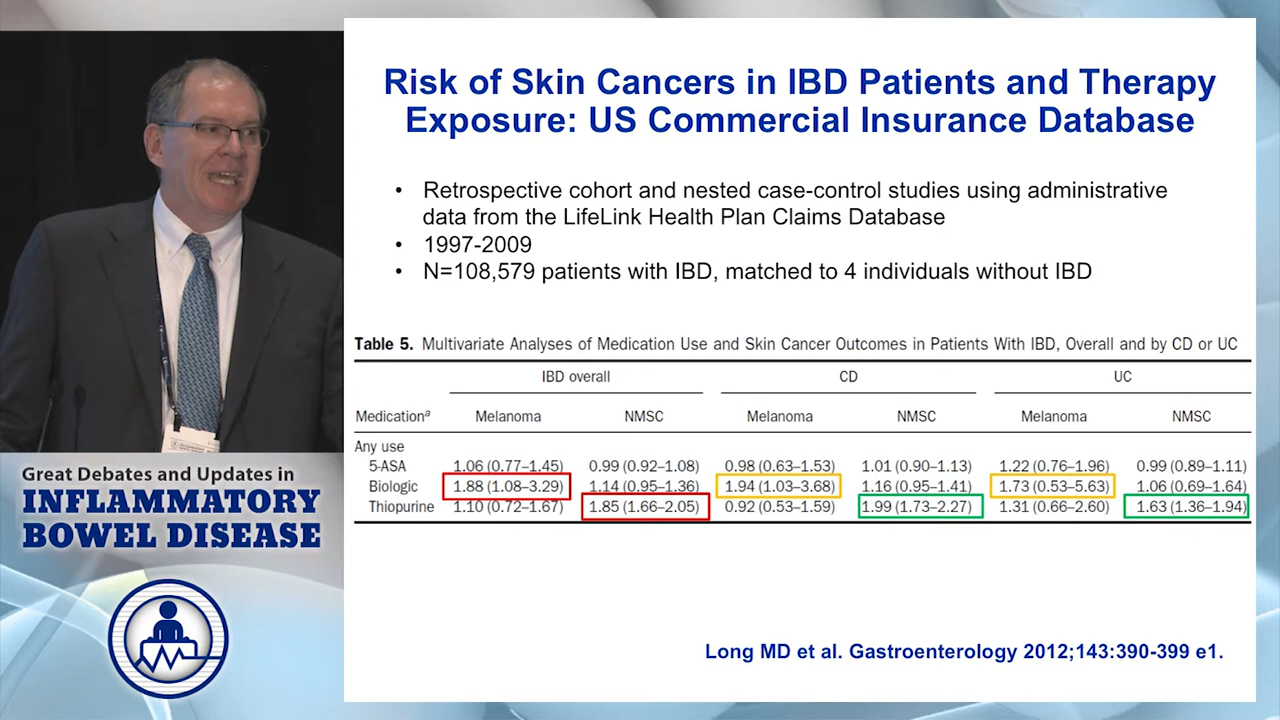 Risk of Skin Cancers in IBD Patients and Therapy
Exposure: US Commercial Insurance Database
• Retrospective cohort and nested case-control studies using administrative
data from the LifeLink Health Plan Claims Database
• 1997-2009
• N=108,579 patients with IBD, matched to 4 individuals without IBD
Table 5. Multivariate Analyses of Medication Use and Skin Cancer Outcomes in Patients With IBD, Overall and by CD or UC
IBD overall CD UC
Medicationᵃ Melanoma NMSC Melanoma NMSC Melanoma NMSC
Any use
5-ASA 1.06 (0.77–1.45) 0.99 (0.92–1.08) 0.98 (0.63–1.53) 1.01 (0.90–1.13) 1.22 (0.76–1.96) 0.99 (0.89–1.11)
Biologic 1.88 (1.08–3.29) 1.14 (0.95–1.36) 1.94 (1.03–3.68) 1.16 (0.95–1.41) 1.73 (0.53–5.63) 1.06 (0.69–1.64)
Thiopurine 1.10 (0.72–1.67) 1.85 (1.66–2.05) 0.92 (0.53–1.59) 1.99 (1.73–2.27) 1.31 (0.66–2.60) 1.63 (1.36–1.94)
Long MD et al. Gastroenterology 2012;143:390-399 e1.
Great Debates and Updates in
INFLAMMATORY
BOWEL DISEASE